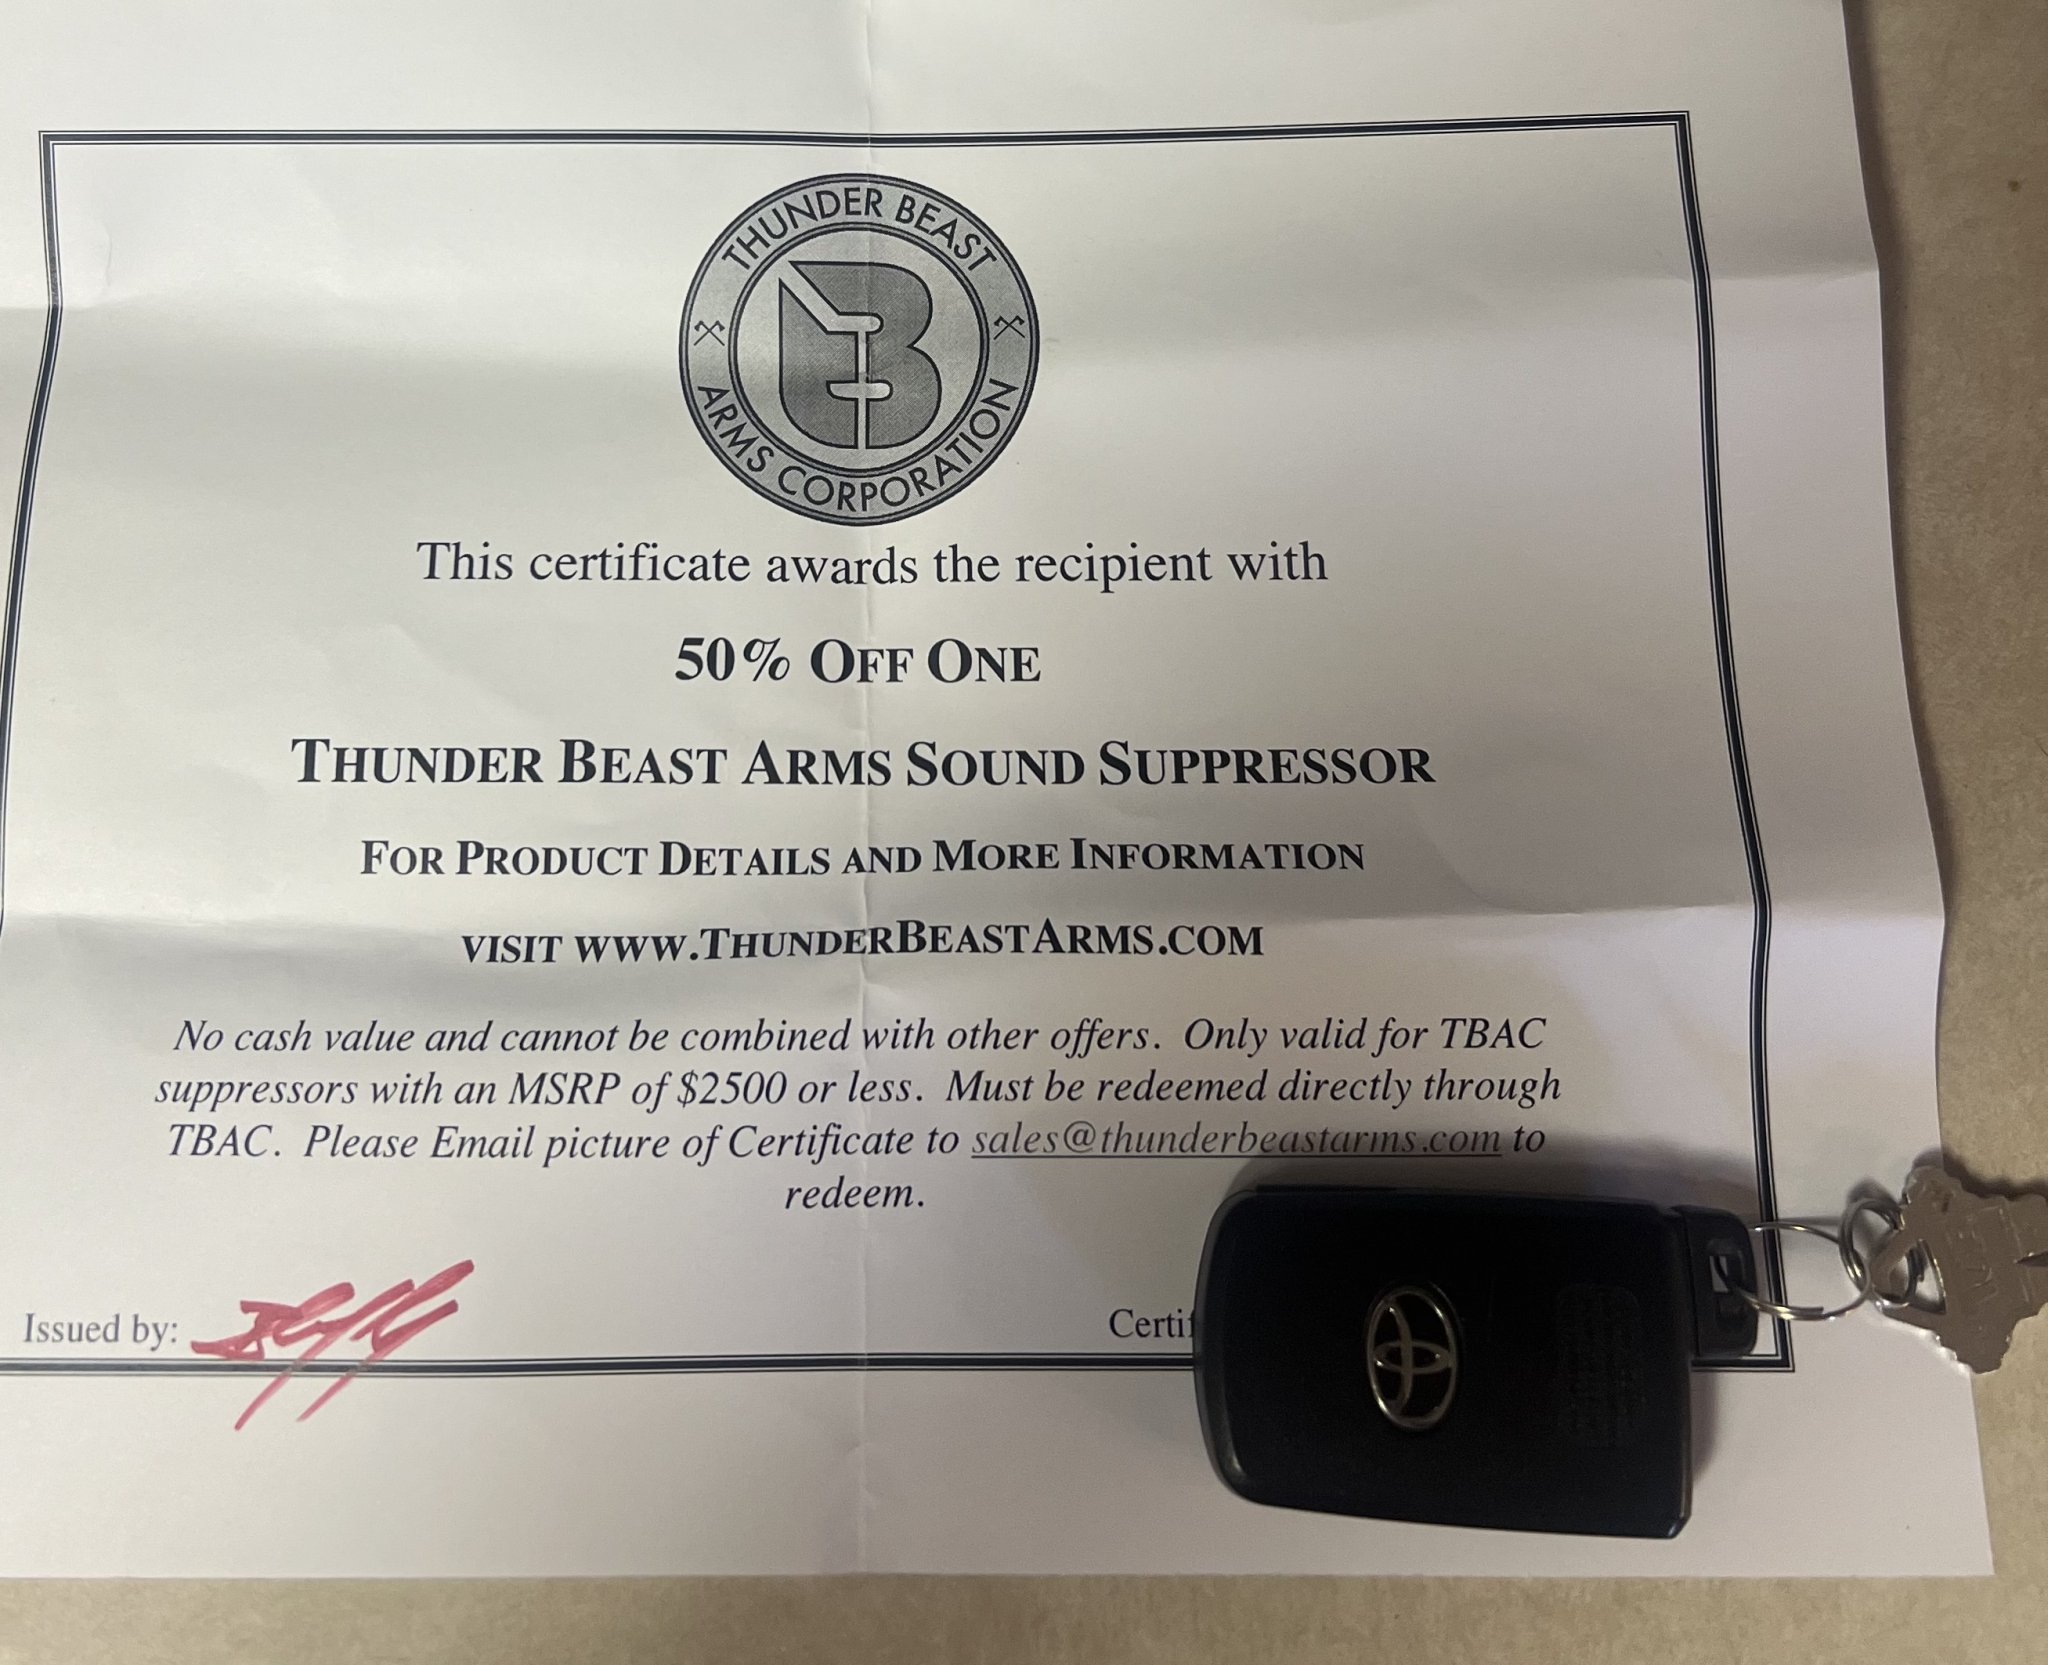 THUNDER BEAST
ARMS CORPORATION
This certificate awards the recipient with
50% OFF ONE
THUNDER BEAST ARMS SOUND SUPPRESSOR
FOR PRODUCT DETAILS AND MORE INFORMATION
VISIT WWW.THUNDERBEASTARMS.COM
No cash value and cannot be combined with other offers. Only valid for TBAC
suppressors with an MSRP of $2500 or less. Must be redeemed directly through
TBAC. Please Email picture of Certificate to sales@thunderbeastarms.com to
redeem.
Issued by: